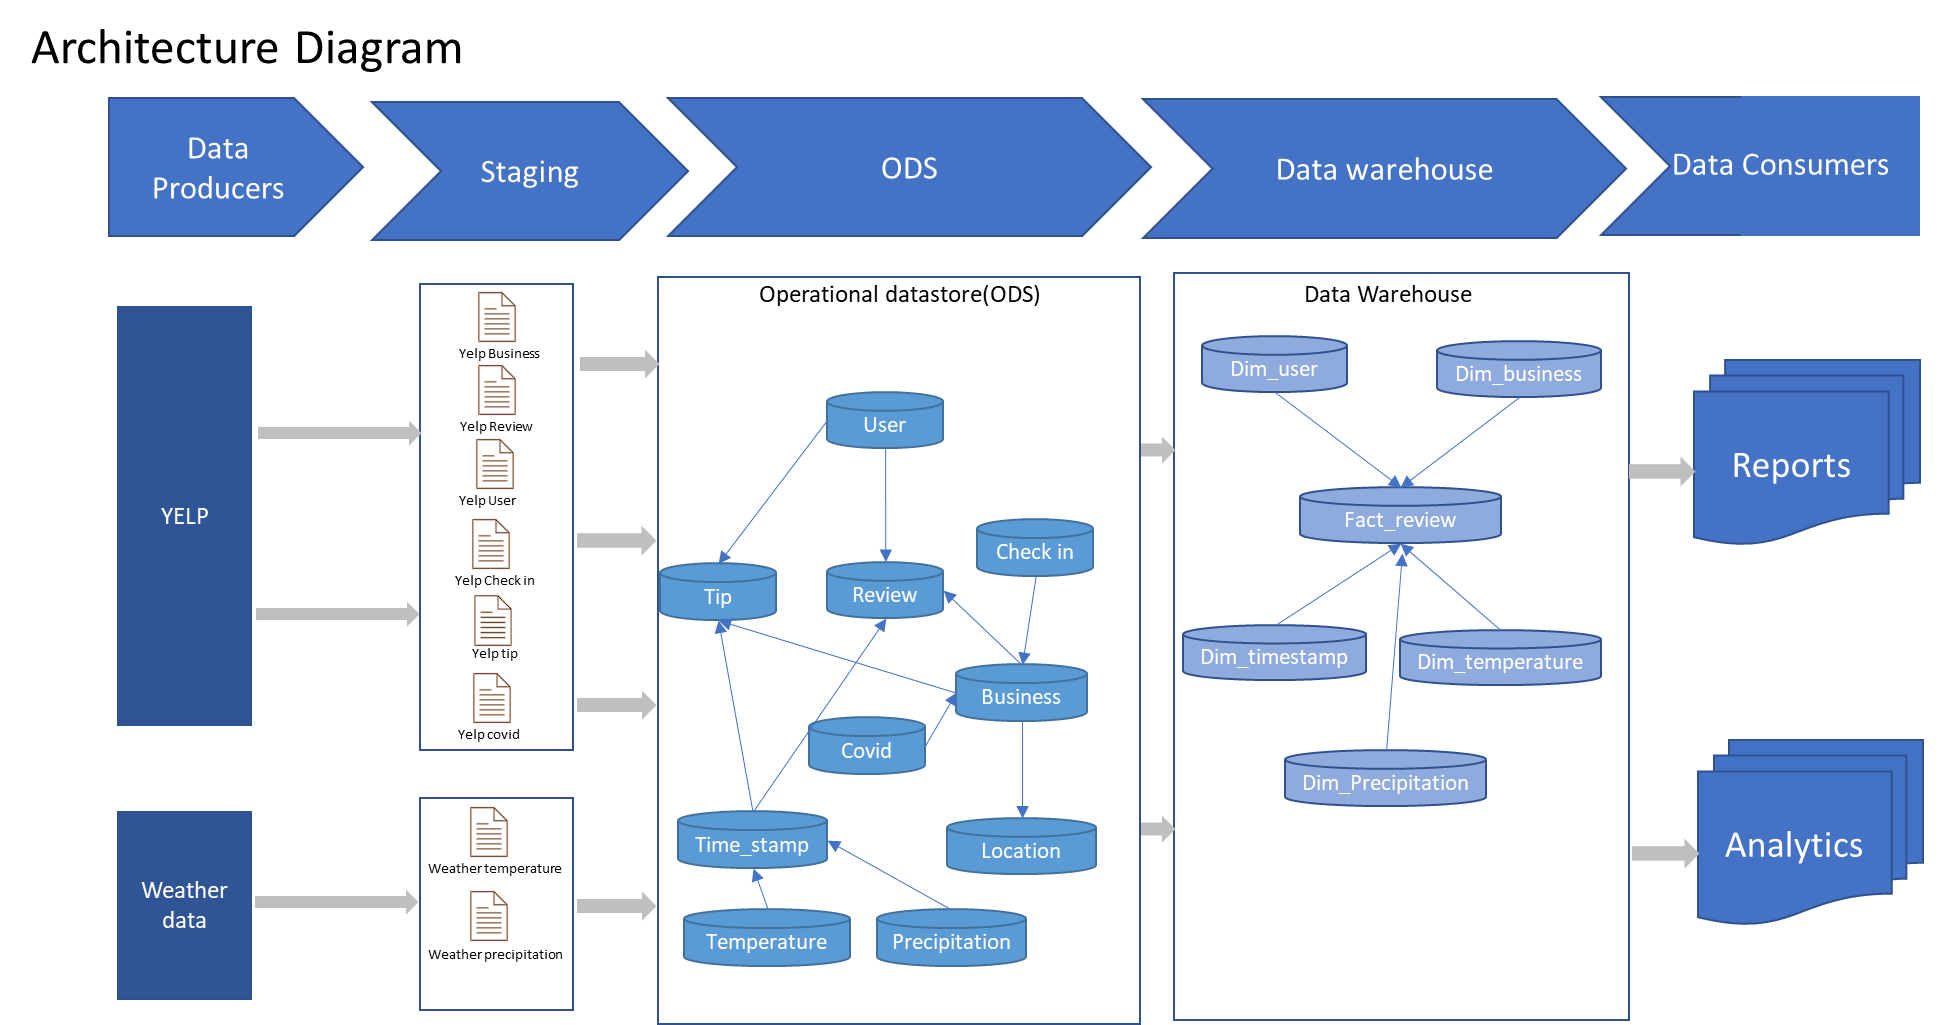 Architecture Diagram
Data
Producers
Staging
ODS
Data warehouse
Data Consumers
YELP
Weather
data
Yelp Business
Yelp Review
Yelp User
Yelp Check in
Yelp tip
Yelp covid
Weather temperature
Weather precipitation
Operational datastore(ODS)
User
Check in
Tip
Review
Business
Covid
Time_stamp
Location
Temperature
Precipitation
Data Warehouse
Dim_user
Dim_business
Fact_review
Dim_timestamp
Dim_temperature
Dim_Precipitation
Reports
Analytics